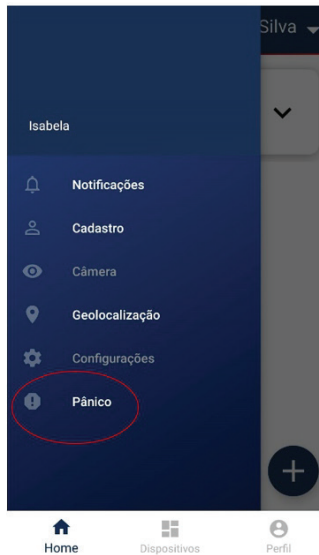 Silva
Isabela
Notificações
Cadastro
Câmera
Geolocalização
Configurações
Pânico
Home
Dispositivos
Perfil